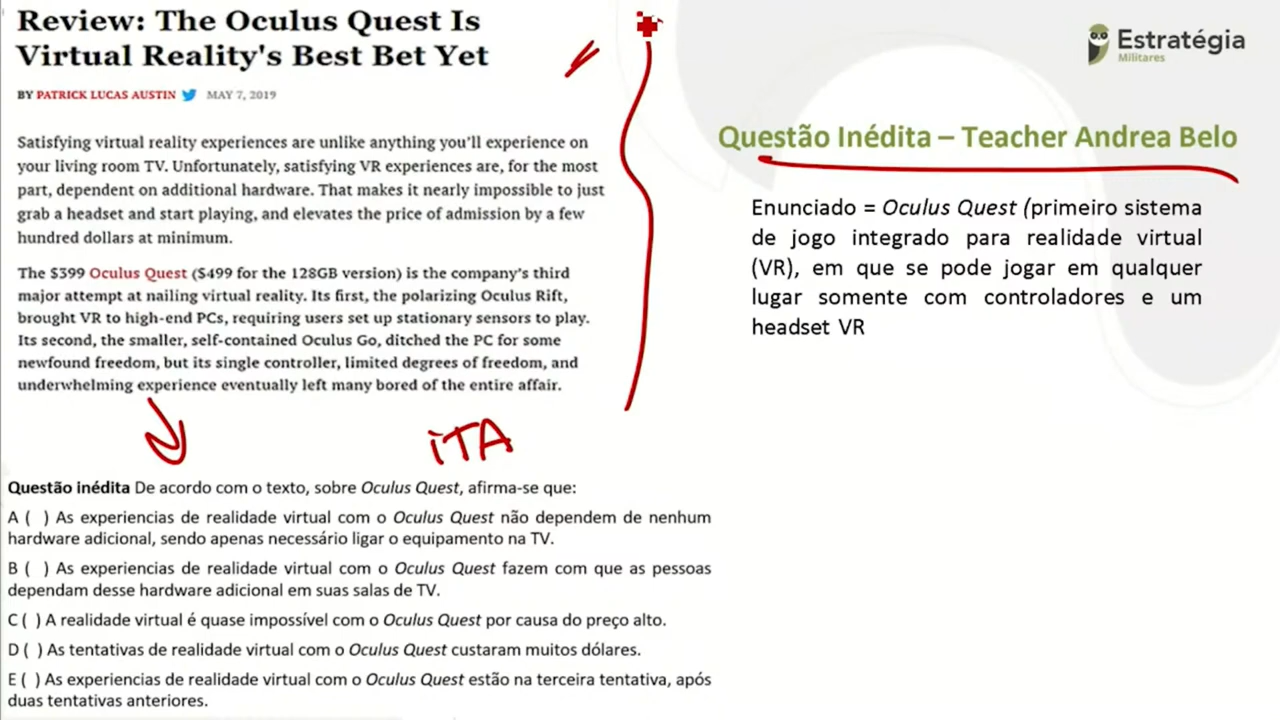 Review: The Oculus Quest Is
Virtual Reality's Best Bet Yet
BY PATRICK LUCAS AUSTIN MAY 7, 2019
Satisfying virtual reality experiences are unlike anything you'll experience on
your living room TV. Unfortunately, satisfying VR experiences are, for the most
part, dependent on additional hardware. That makes it nearly impossible to just
grab a headset and start playing, and elevates the price of admission by a few
hundred dollars at minimum.
The $399 Oculus Quest ($499 for the 128GB version) is the company's third
major attempt at nailing virtual reality. Its first, the polarizing Oculus Rift,
brought VR to high-end PCs, requiring users set up stationary sensors to play.
Its second, the smaller, self-contained Oculus Go, ditched the PC for some
newfound freedom, but its single controller, limited degrees of freedom, and
underwhelming experience eventually left many bored of the entire affair.
iTA
Questão inédita De acordo com o texto, sobre Oculus Quest, afirma-se que:
A ( ) As experiencias de realidade virtual com o Oculus Quest não dependem de nenhum
hardware adicional, sendo apenas necessário ligar o equipamento na TV.
B ( ) As experiencias de realidade virtual com o Oculus Quest fazem com que as pessoas
dependam desse hardware adicional em suas salas de TV.
C ( ) A realidade virtual é quase impossível com o Oculus Quest por causa do preço alto.
D ( ) As tentativas de realidade virtual com o Oculus Quest custaram muitos dólares.
E ( ) As experiencias de realidade virtual com o Oculus Quest estão na terceira tentativa, após
duas tentativas anteriores.
Estratégia
Militares
Questão Inédita – Teacher Andrea Belo
Enunciado = Oculus Quest (primeiro sistema
de jogo integrado para realidade virtual
(VR), em que se pode jogar em qualquer
lugar somente com controladores e um
headset VR